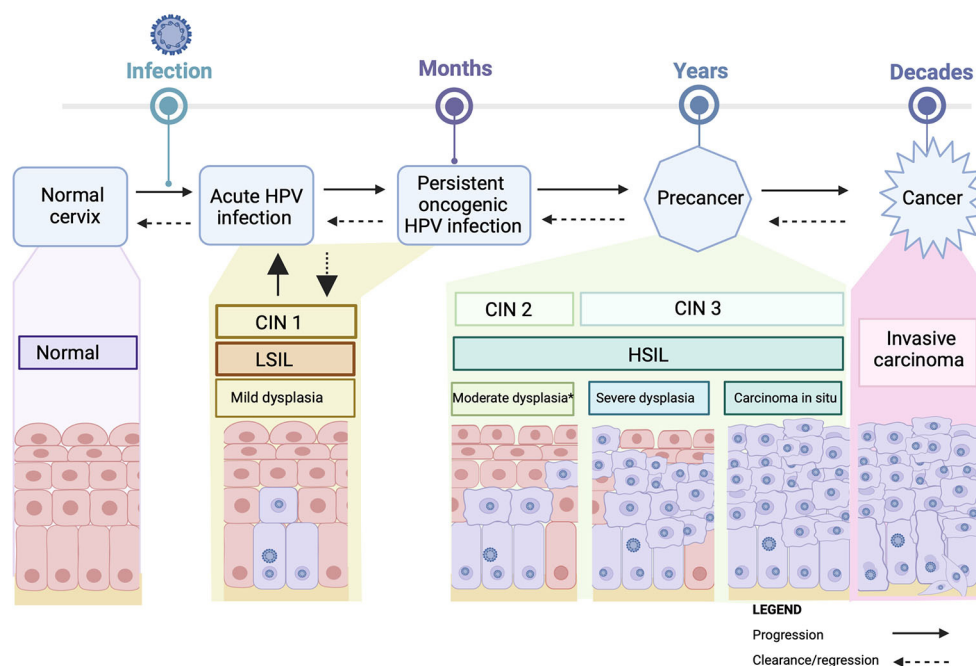 Infection
Months
Years
Decades
Normal
cervix
Acute HPV
infection
Persistent
oncogenic
HPV infection
Precancer
Cancer
CIN 1
CIN 2
CIN 3
Normal
LSIL
HSIL
Invasive
carcinoma
Mild dysplasia
Moderate dysplasia*
Severe dysplasia
Carcinoma in situ
LEGEND
Progression
Clearance/regression